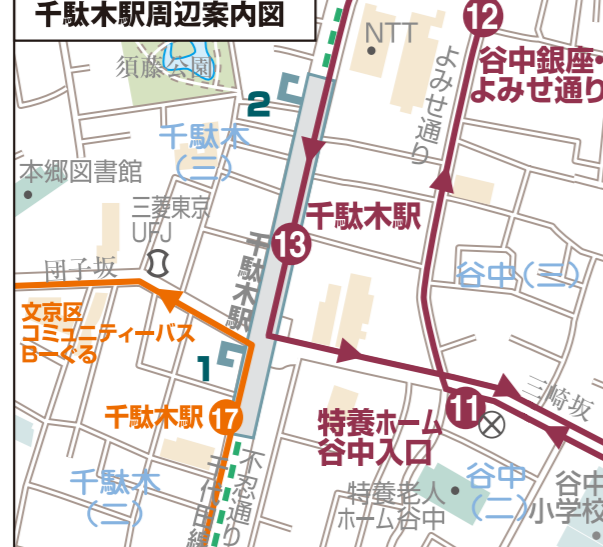 千駄木駅周辺案内図
NTT
12
谷中銀座・
よみせ通り
よみせ通り
須藤公園
2
千駄木
（三）
本郷図書館
三菱東京
UFJ
千駄木駅
13
千駄木駅
団子坂
谷中（三）
文京区
コミュニティーバス
Bーぐる
1
千駄木駅
17
三崎坂
11
特養ホーム
谷中入口
千駄木
（二）
不忍通り
千代田線
特養老人
ホーム谷中
谷中
（二）
谷中
小学校